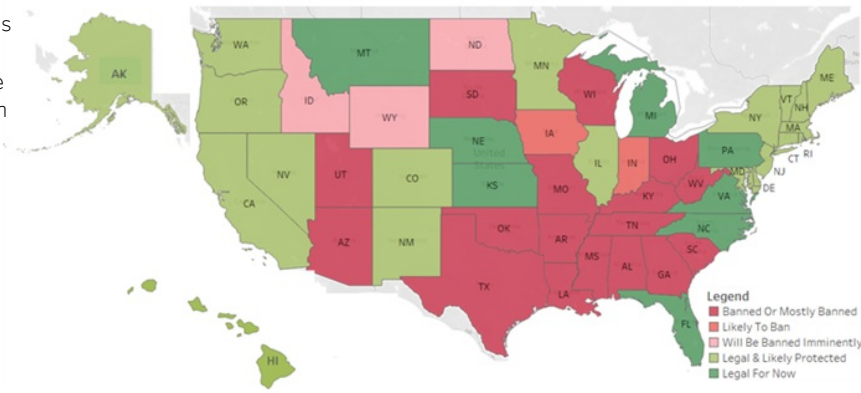 s
e
n
AK
WA
MT
ND
MN
ME
OR
ID
SD
WI
VT
NH
WY
MI
NY
MA
IA
NE
United
States
PA
CT
RI
NV
UT
CO
IL
IN
OH
MD
NJ
DE
CA
KS
MO
WV
VA
KY
AZ
NM
OK
AR
TN
NC
SC
MS
AL
GA
TX
LA
FL
HI
Legend
Banned Or Mostly Banned
Likely To Ban
Will Be Banned Imminently
Legal & Likely Protected
Legal For Now